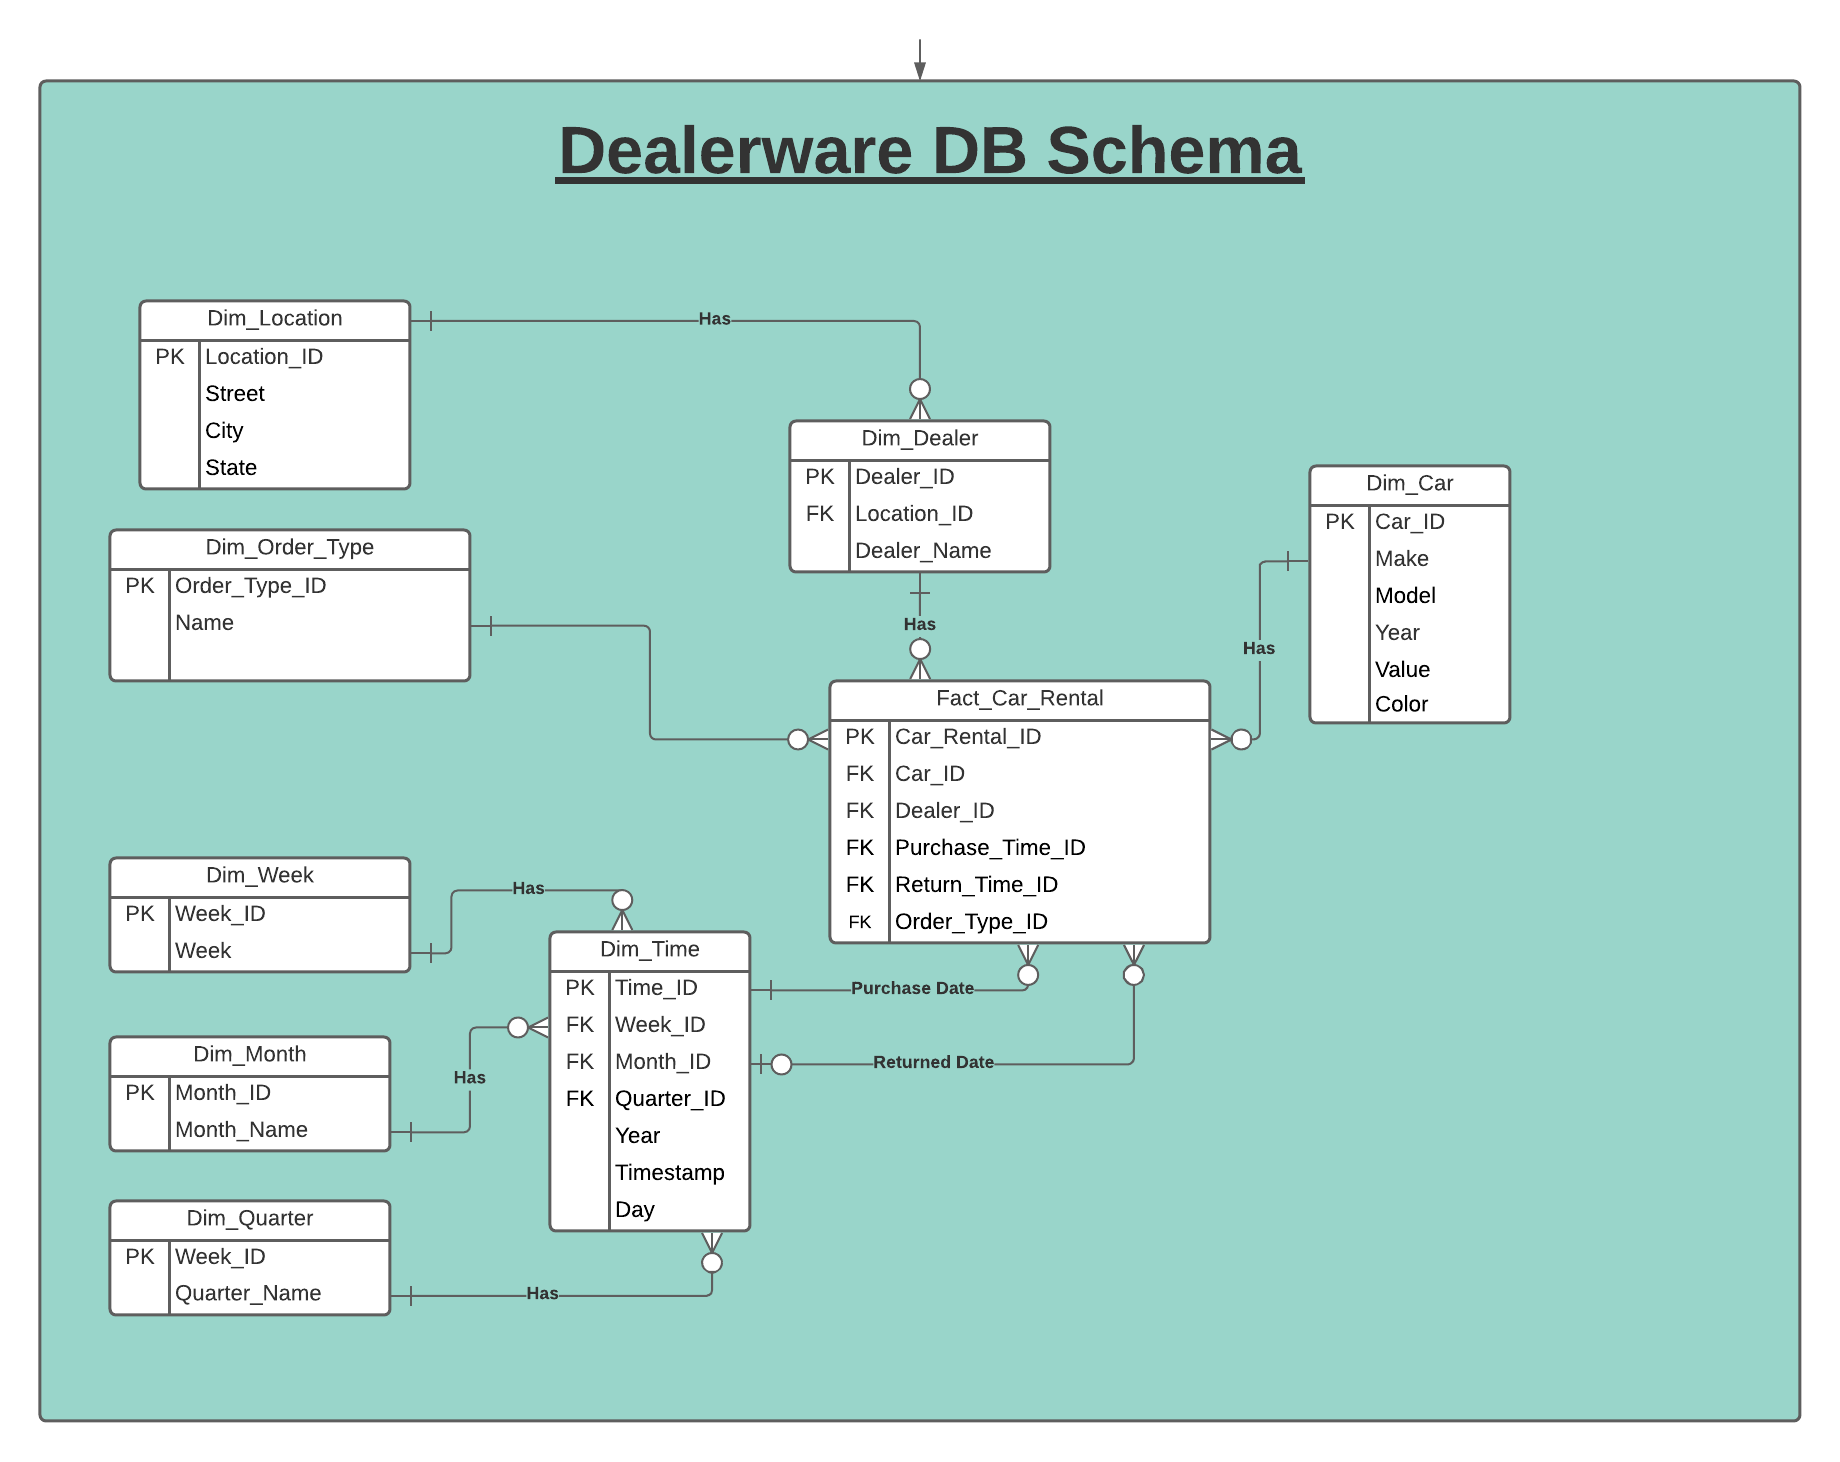 Dealerware DB Schema
Dim_Location
PK Location_ID
Street
City
State
Has
Dim_Dealer
PK Dealer_ID
FK Location_ID
Dealer_Name
Has
Dim_Car
PK Car_ID
Make
Model
Year
Value
Color
Has
Dim_Order_Type
PK Order_Type_ID
Name
Fact_Car_Rental
PK Car_Rental_ID
FK Car_ID
FK Dealer_ID
FK Purchase_Time_ID
FK Return_Time_ID
FK Order_Type_ID
Dim_Week
PK Week_ID
Week
Has
Dim_Time
PK Time_ID
FK Week_ID
FK Month_ID
FK Quarter_ID
Year
Timestamp
Day
Purchase Date
Returned Date
Dim_Month
PK Month_ID
Month_Name
Has
Dim_Quarter
PK Week_ID
Quarter_Name
Has